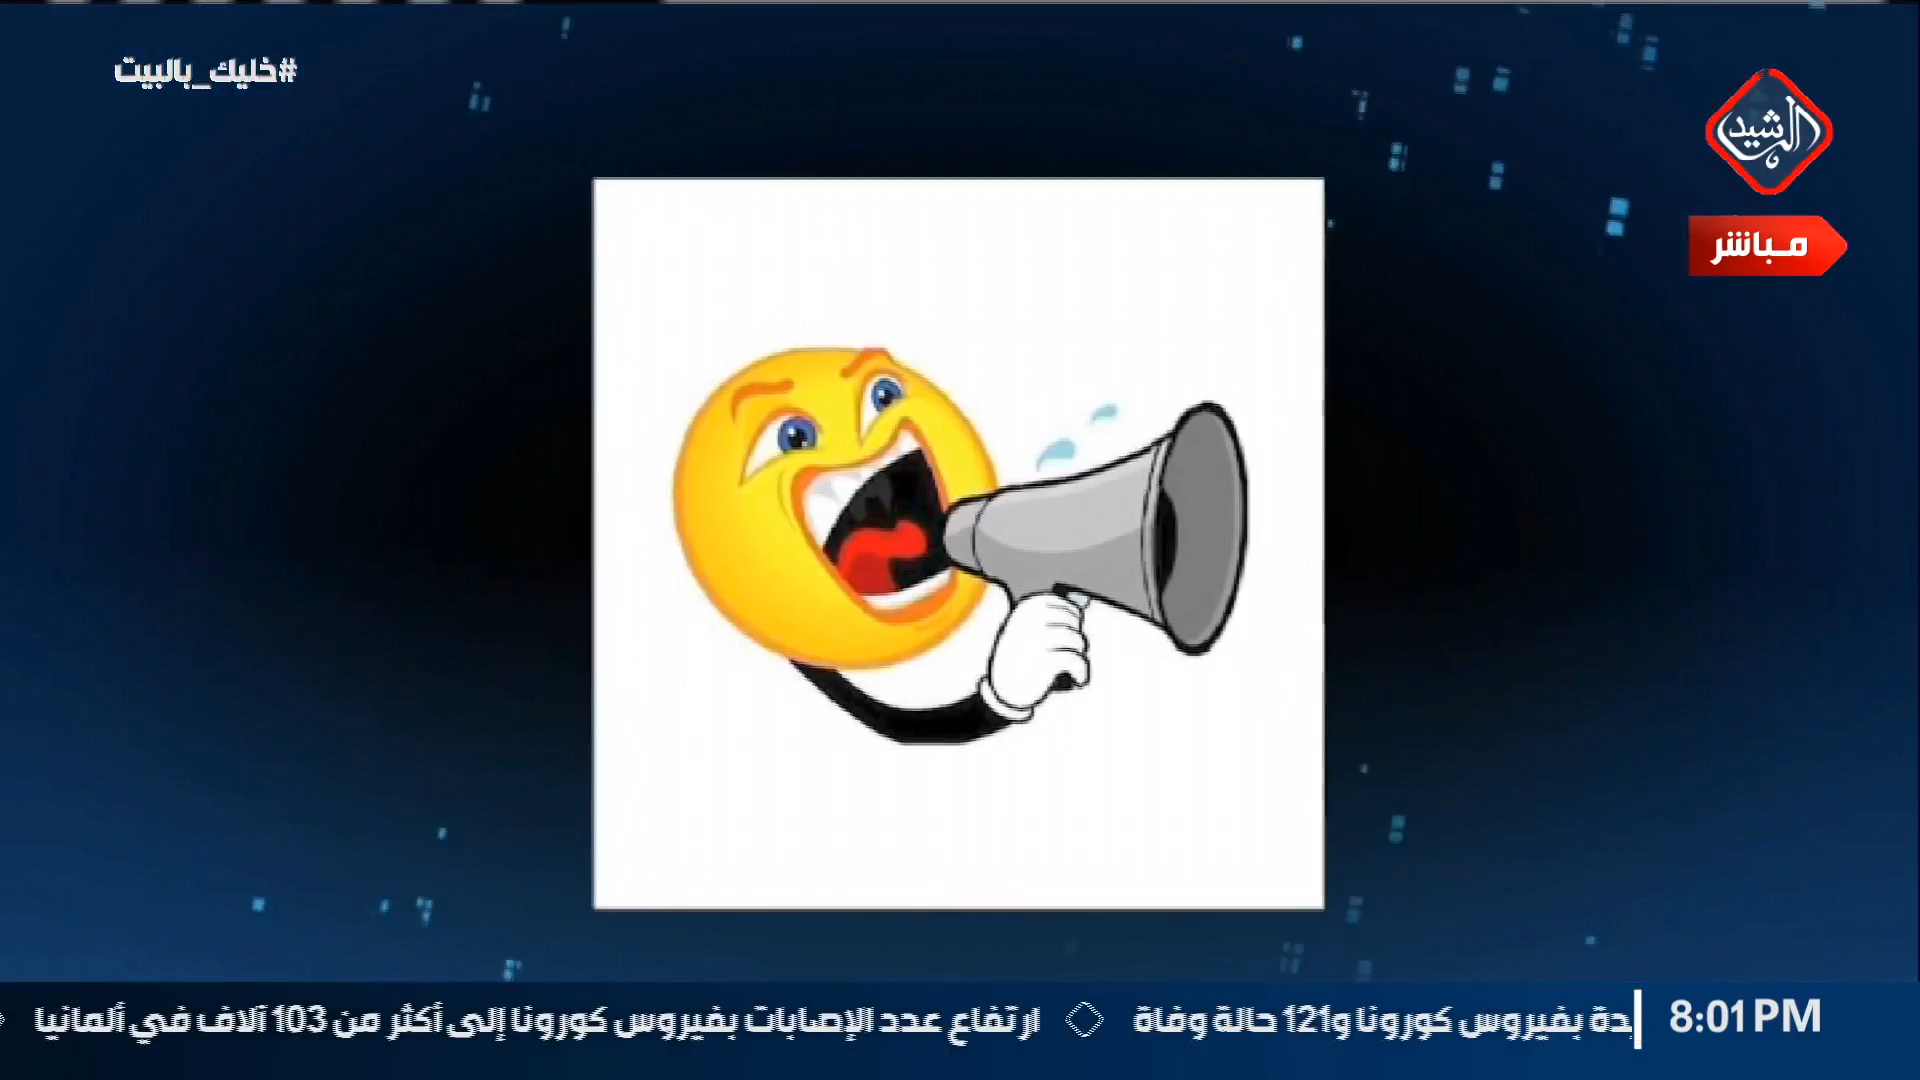 #خليك_بالبيت
الرشيد
مباشر
8:01 PM
بفيروس كورونا و121 حالة وفاة ◇ ارتفاع عدد الإصابات بفيروس كورونا إلى أكثر من 103 آلاف في ألمانيا